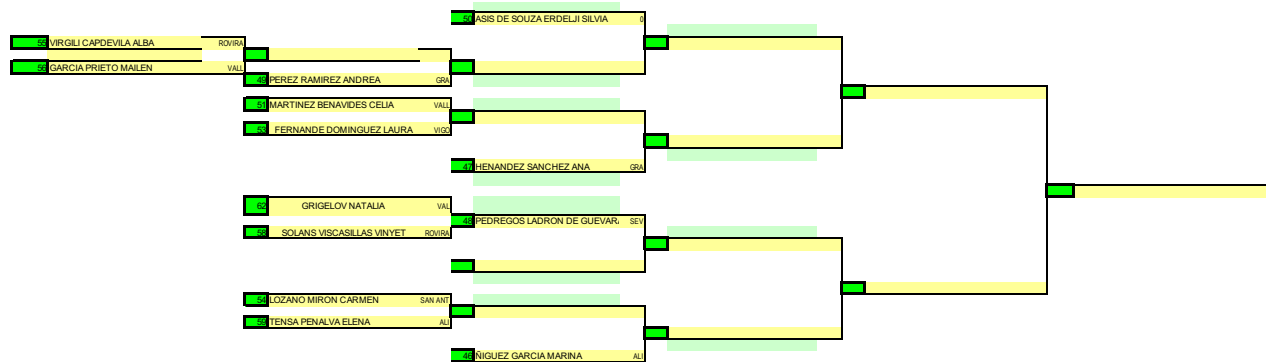 50 ASIS DE SOUZA ERDELJI SILVIA 0
55 VIRGILI CAPDEVILA ALBA ROVIRA
56 GARCIA PRIETO MAILEN VALL
49 PEREZ RAMIREZ ANDREA GRA
51 MARTINEZ BENAVIDES CELIA VALL
53 FERNANDE DOMINGUEZ LAURA VIGO
47 HENANDEZ SANCHEZ ANA GRA
62 GRIGELOV NATALIA VAL
48 PEDREGOS LADRON DE GUEVAR SEV
58 SOLANS VISCASILLAS VINYET ROVIRA
54 LOZANO MIRON CARMEN SAN ANT
59 TENSA PENALVA ELENA ALI
46 ÑIGUEZ GARCIA MARINA ALI